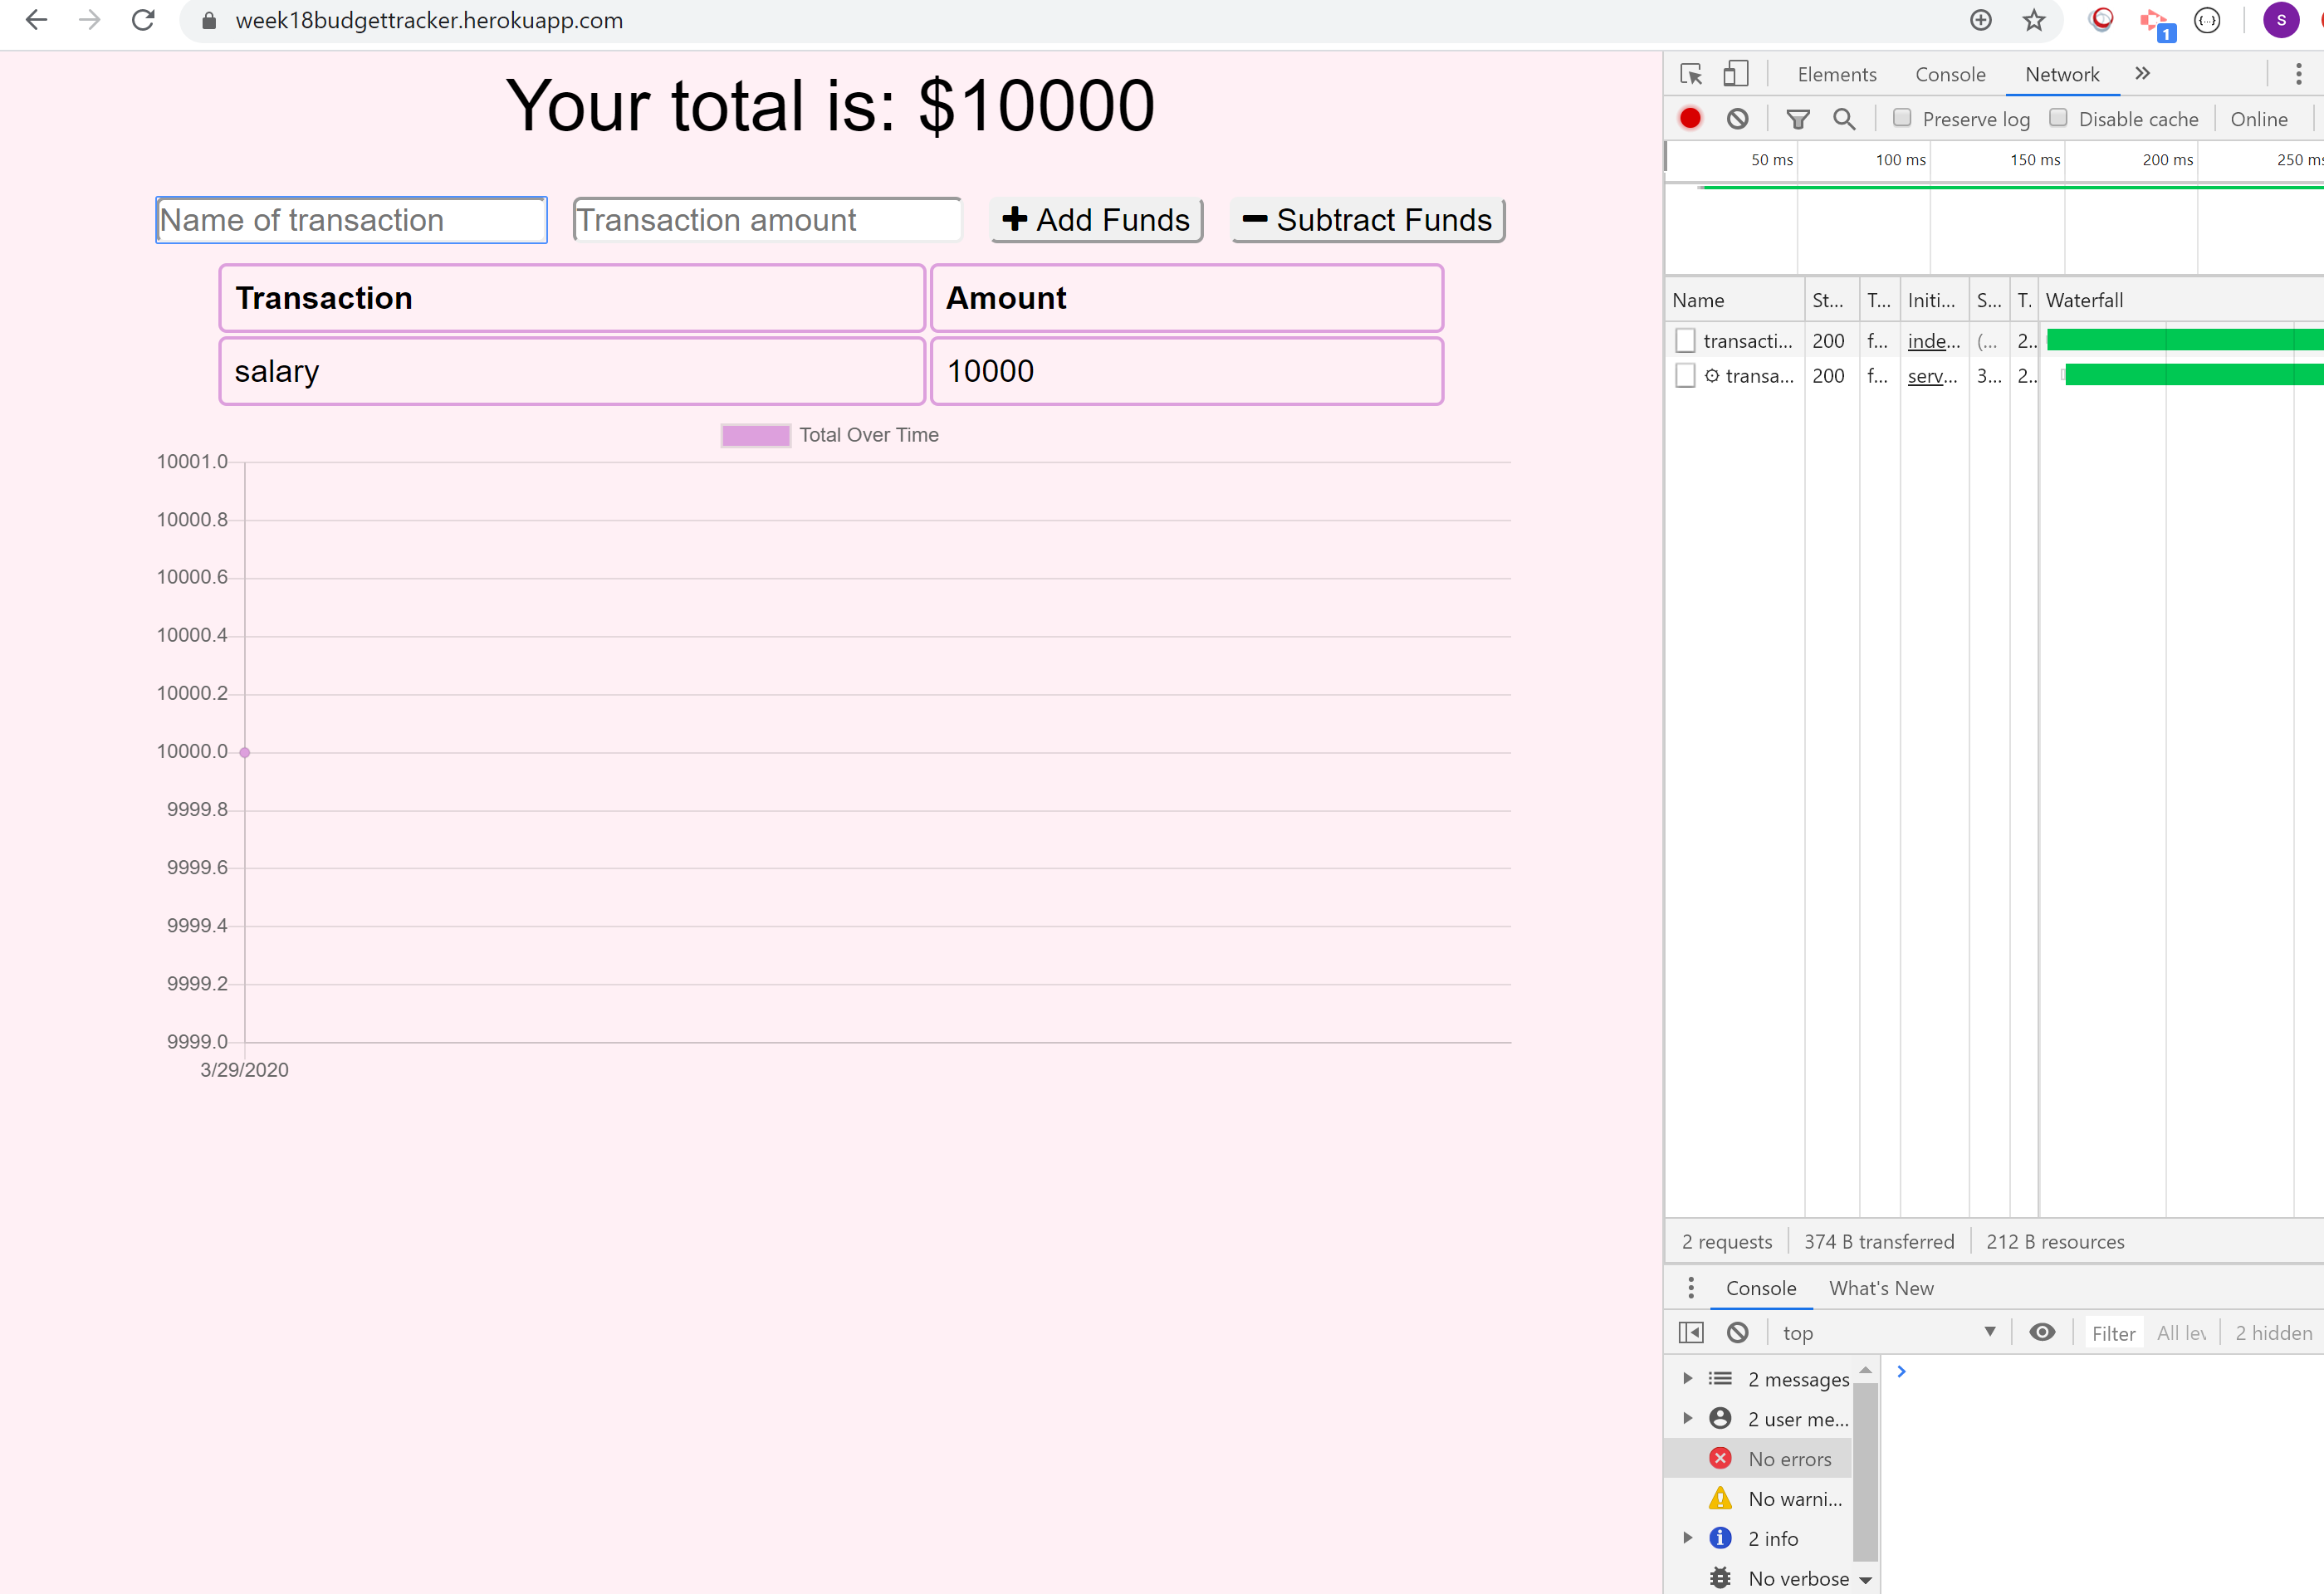 week18budgettracker.herokuapp.com
1
{...}
S
Your total is: $10000
Name of transaction
Transaction amount
Add Funds
Subtract Funds
Transaction
Amount
salary
10000
Total Over Time
10001.0
10000.8
10000.6
10000.4
10000.2
10000.0
9999.8
9999.6
9999.4
9999.2
9999.0
3/29/2020
Elements
Console
Network
Preserve log
Disable cache
Online
50 ms
100 ms
150 ms
200 ms
250 ms
Name
St...
T...
Initi...
S...
T.
Waterfall
transacti...
200
f...
inde...
(...
2..
transa...
200
f...
serv...
3...
2..
2 requests
374 B transferred
212 B resources
Console
What's New
top
Filter
All lev
2 hidden
2 messages
2 user me...
No errors
No warni...
2 info
No verbose